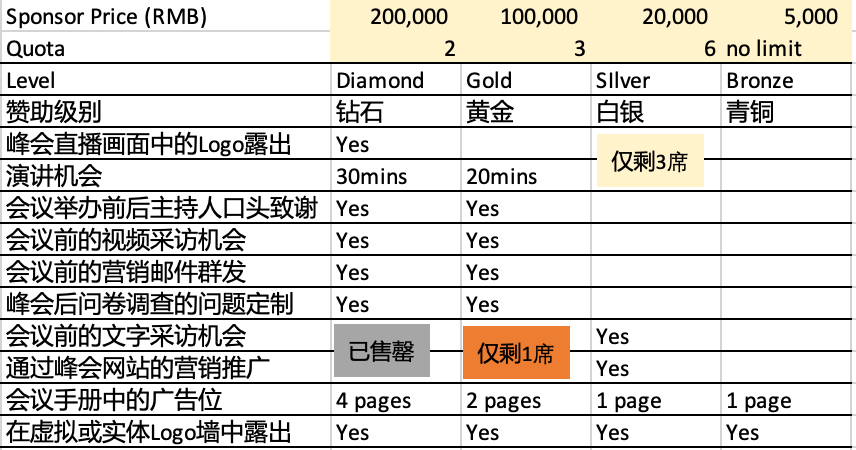 Sponsor Price (RMB) 200,000 100,000 20,000 5,000
Quota 2 3 6 no limit
Level Diamond Gold SIlver Bronze
赞助级别 钻石 黄金 白银 青铜
峰会直播画面中的Logo露出 Yes
仅剩3席
演讲机会 30mins 20mins
会议举办前后主持人口头致谢 Yes Yes
会议前的视频采访机会 Yes Yes
会议前的营销邮件群发 Yes Yes
峰会后问卷调查的问题定制 Yes Yes
会议前的文字采访机会 Yes
已售罄 仅剩1席
通过峰会网站的营销推广 Yes
会议手册中的广告位 4 pages 2 pages 1 page 1 page
在虚拟或实体Logo墙中露出 Yes Yes Yes Yes